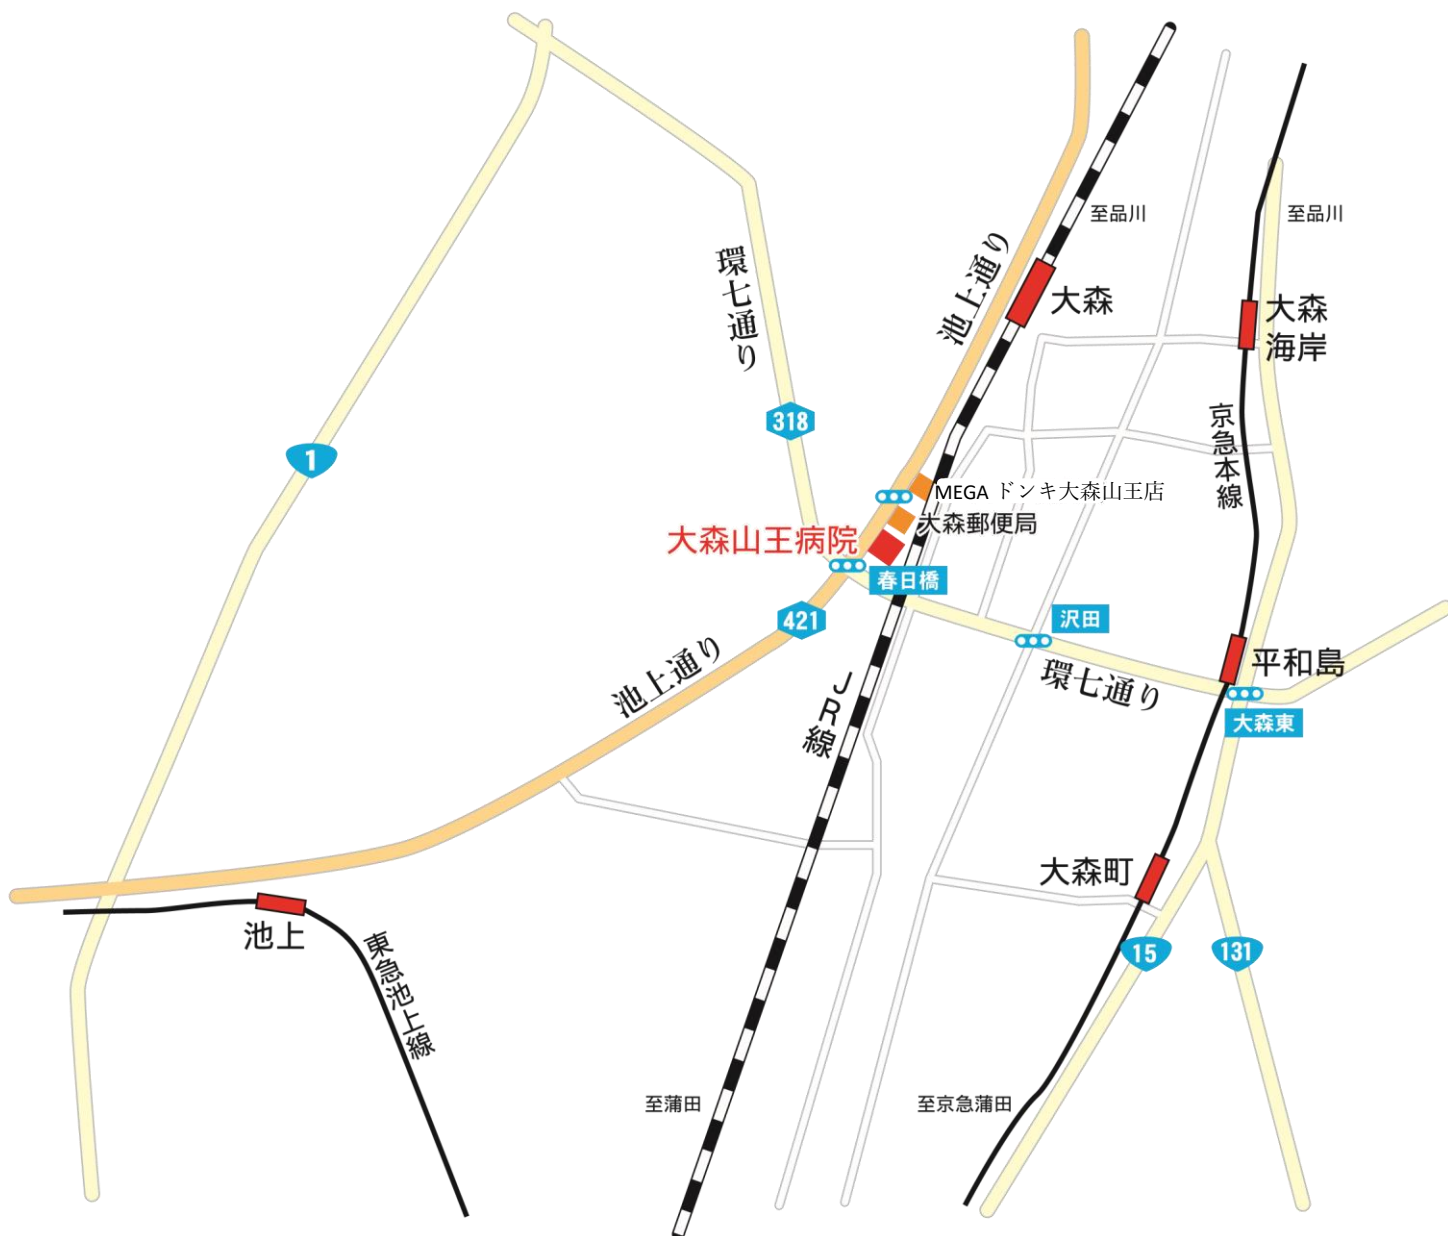 至品川
至品川
環七通り
池上通り
大森
大森
海岸
318
京急本線
1
MEGA ドンキ大森山王店
大森郵便局
大森山王病院
春日橋
421
沢田
池上通り
環七通り
平和島
JR線
大森東
大森町
池上
東急池上線
15
131
至蒲田
至京急蒲田